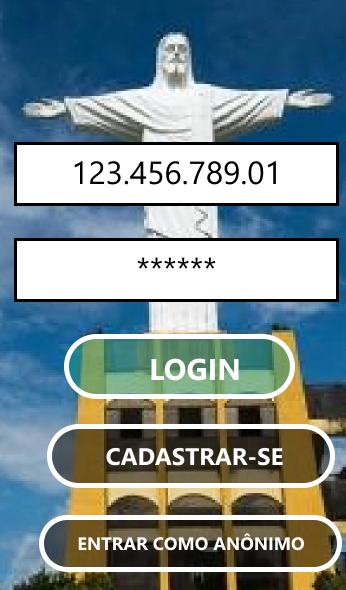 123.456.789.01
******
LOGIN
CADASTRAR-SE
ENTRAR COMO ANÔNIMO